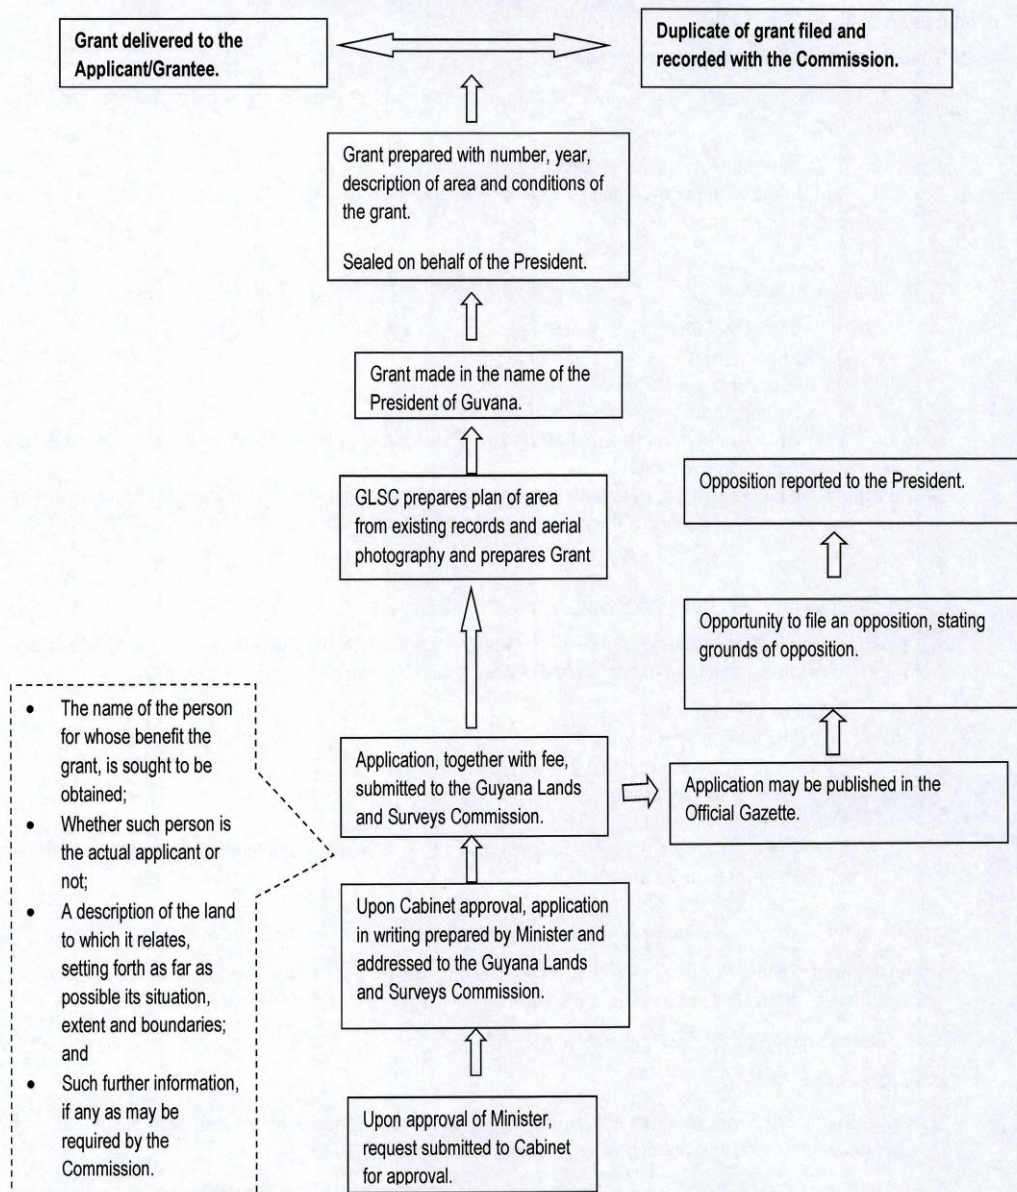 Grant delivered to the
Applicant/Grantee.
Duplicate of grant filed and
recorded with the Commission.
Grant prepared with number, year,
description of area and conditions of
the grant.
Sealed on behalf of the President.
Grant made in the name of the
President of Guyana.
GLSC prepares plan of area
from existing records and aerial
photography and prepares Grant
Opposition reported to the President.
Opportunity to file an opposition, stating
grounds of opposition.
• The name of the person
for whose benefit the
grant, is sought to be
obtained;
• Whether such person is
the actual applicant or
not;
• A description of the land
to which it relates,
setting forth as far as
possible its situation,
extent and boundaries;
and
• Such further information,
if any as may be
required by the
Commission.
Application, together with fee,
submitted to the Guyana Lands
and Surveys Commission.
Application may be published in the
Official Gazette.
Upon Cabinet approval, application
in writing prepared by Minister and
addressed to the Guyana Lands
and Surveys Commission.
Upon approval of Minister,
request submitted to Cabinet
for approval.